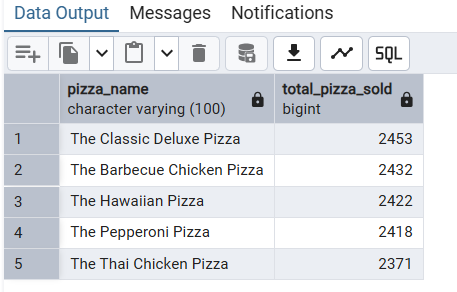 Data Output Messages Notifications
SQL
pizza_name total_pizza_sold
character varying (100) bigint
1 The Classic Deluxe Pizza 2453
2 The Barbecue Chicken Pizza 2432
3 The Hawaiian Pizza 2422
4 The Pepperoni Pizza 2418
5 The Thai Chicken Pizza 2371